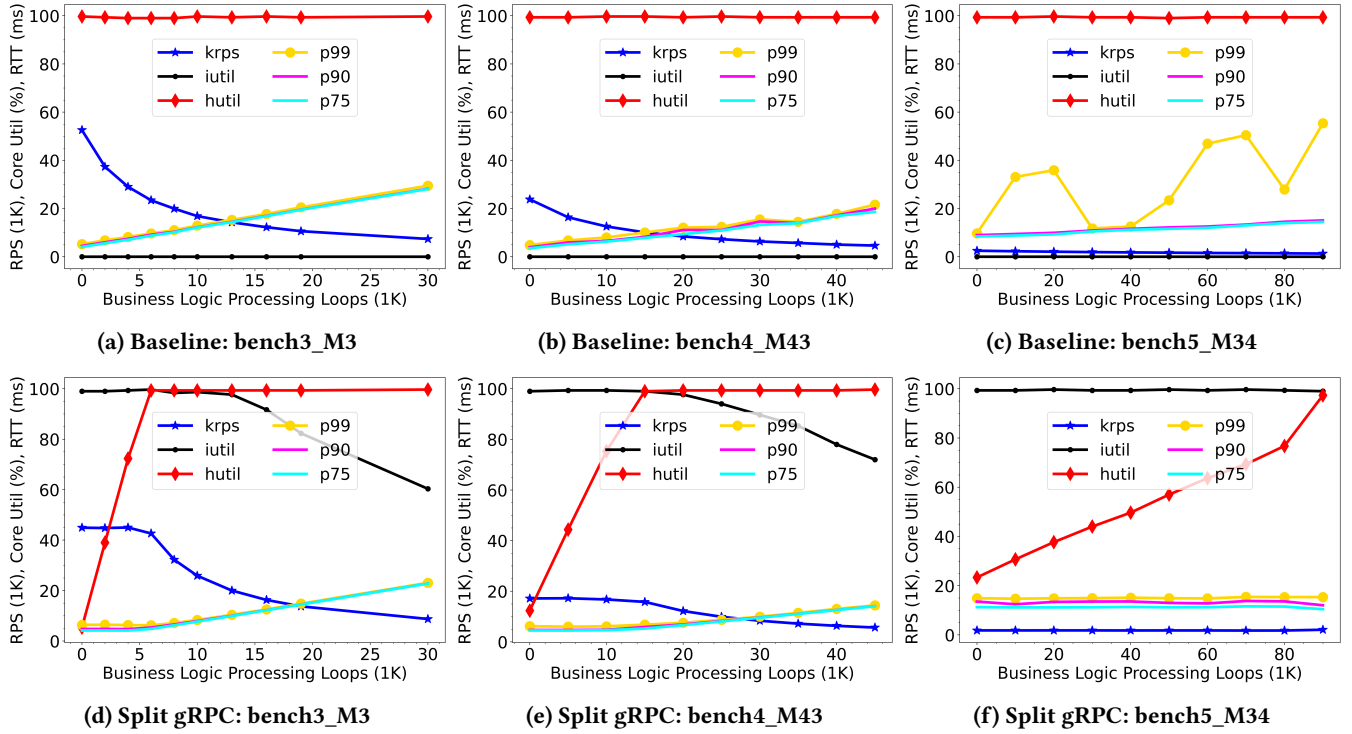 RPS (1K), Core Util (%), RTT (ms)
100
80
60
40
20
0
krps
iutil
hutil
p99
p90
p75
0 5 10 15 20 25 30
Business Logic Processing Loops (1K)
(a) Baseline: bench3_M3
RPS (1K), Core Util (%), RTT (ms)
100
80
60
40
20
0
krps
iutil
hutil
p99
p90
p75
0 10 20 30 40
Business Logic Processing Loops (1K)
(b) Baseline: bench4_M43
RPS (1K), Core Util (%), RTT (ms)
100
80
60
40
20
0
krps
iutil
hutil
p99
p90
p75
0 20 40 60 80
Business Logic Processing Loops (1K)
(c) Baseline: bench5_M34
RPS (1K), Core Util (%), RTT (ms)
100
80
60
40
20
0
krps
iutil
hutil
p99
p90
p75
0 5 10 15 20 25 30
Business Logic Processing Loops (1K)
(d) Split gRPC: bench3_M3
RPS (1K), Core Util (%), RTT (ms)
100
80
60
40
20
0
krps
iutil
hutil
p99
p90
p75
0 10 20 30 40
Business Logic Processing Loops (1K)
(e) Split gRPC: bench4_M43
RPS (1K), Core Util (%), RTT (ms)
100
80
60
40
20
0
krps
iutil
hutil
p99
p90
p75
0 20 40 60 80
Business Logic Processing Loops (1K)
(f) Split gRPC: bench5_M34